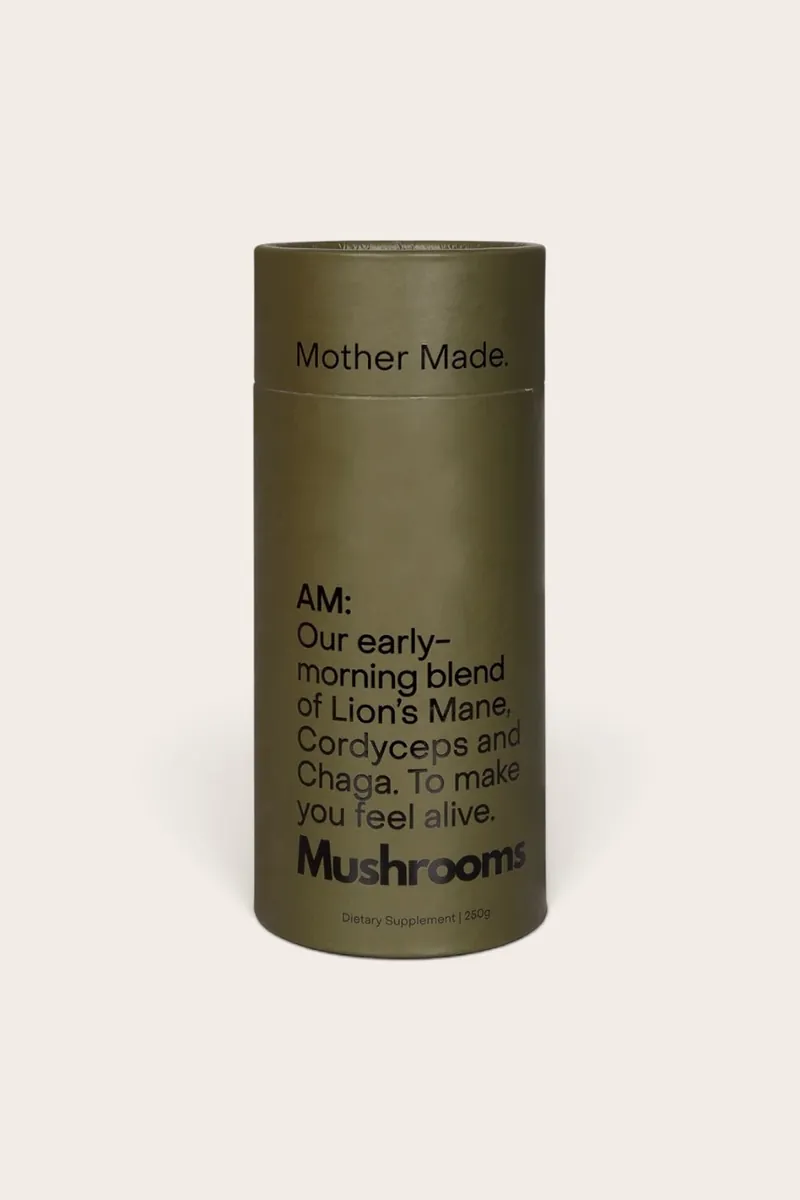 Mother Made.
AM:
Our early–
morning blend
of Lion's Mane,
Cordyceps and
Chaga. To make
you feel alive.
Mushrooms
Dietary Supplement | 250g